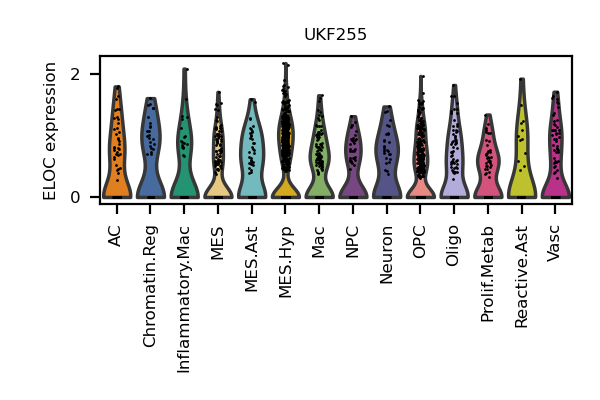 UKF255
ELOC expression
2
0
AC
Chromatin.Reg
Inflammatory.Mac
MES
MES.Ast
MES.Hyp
Mac
NPC
Neuron
OPC
Oligo
Prolif.Metab
Reactive.Ast
Vasc